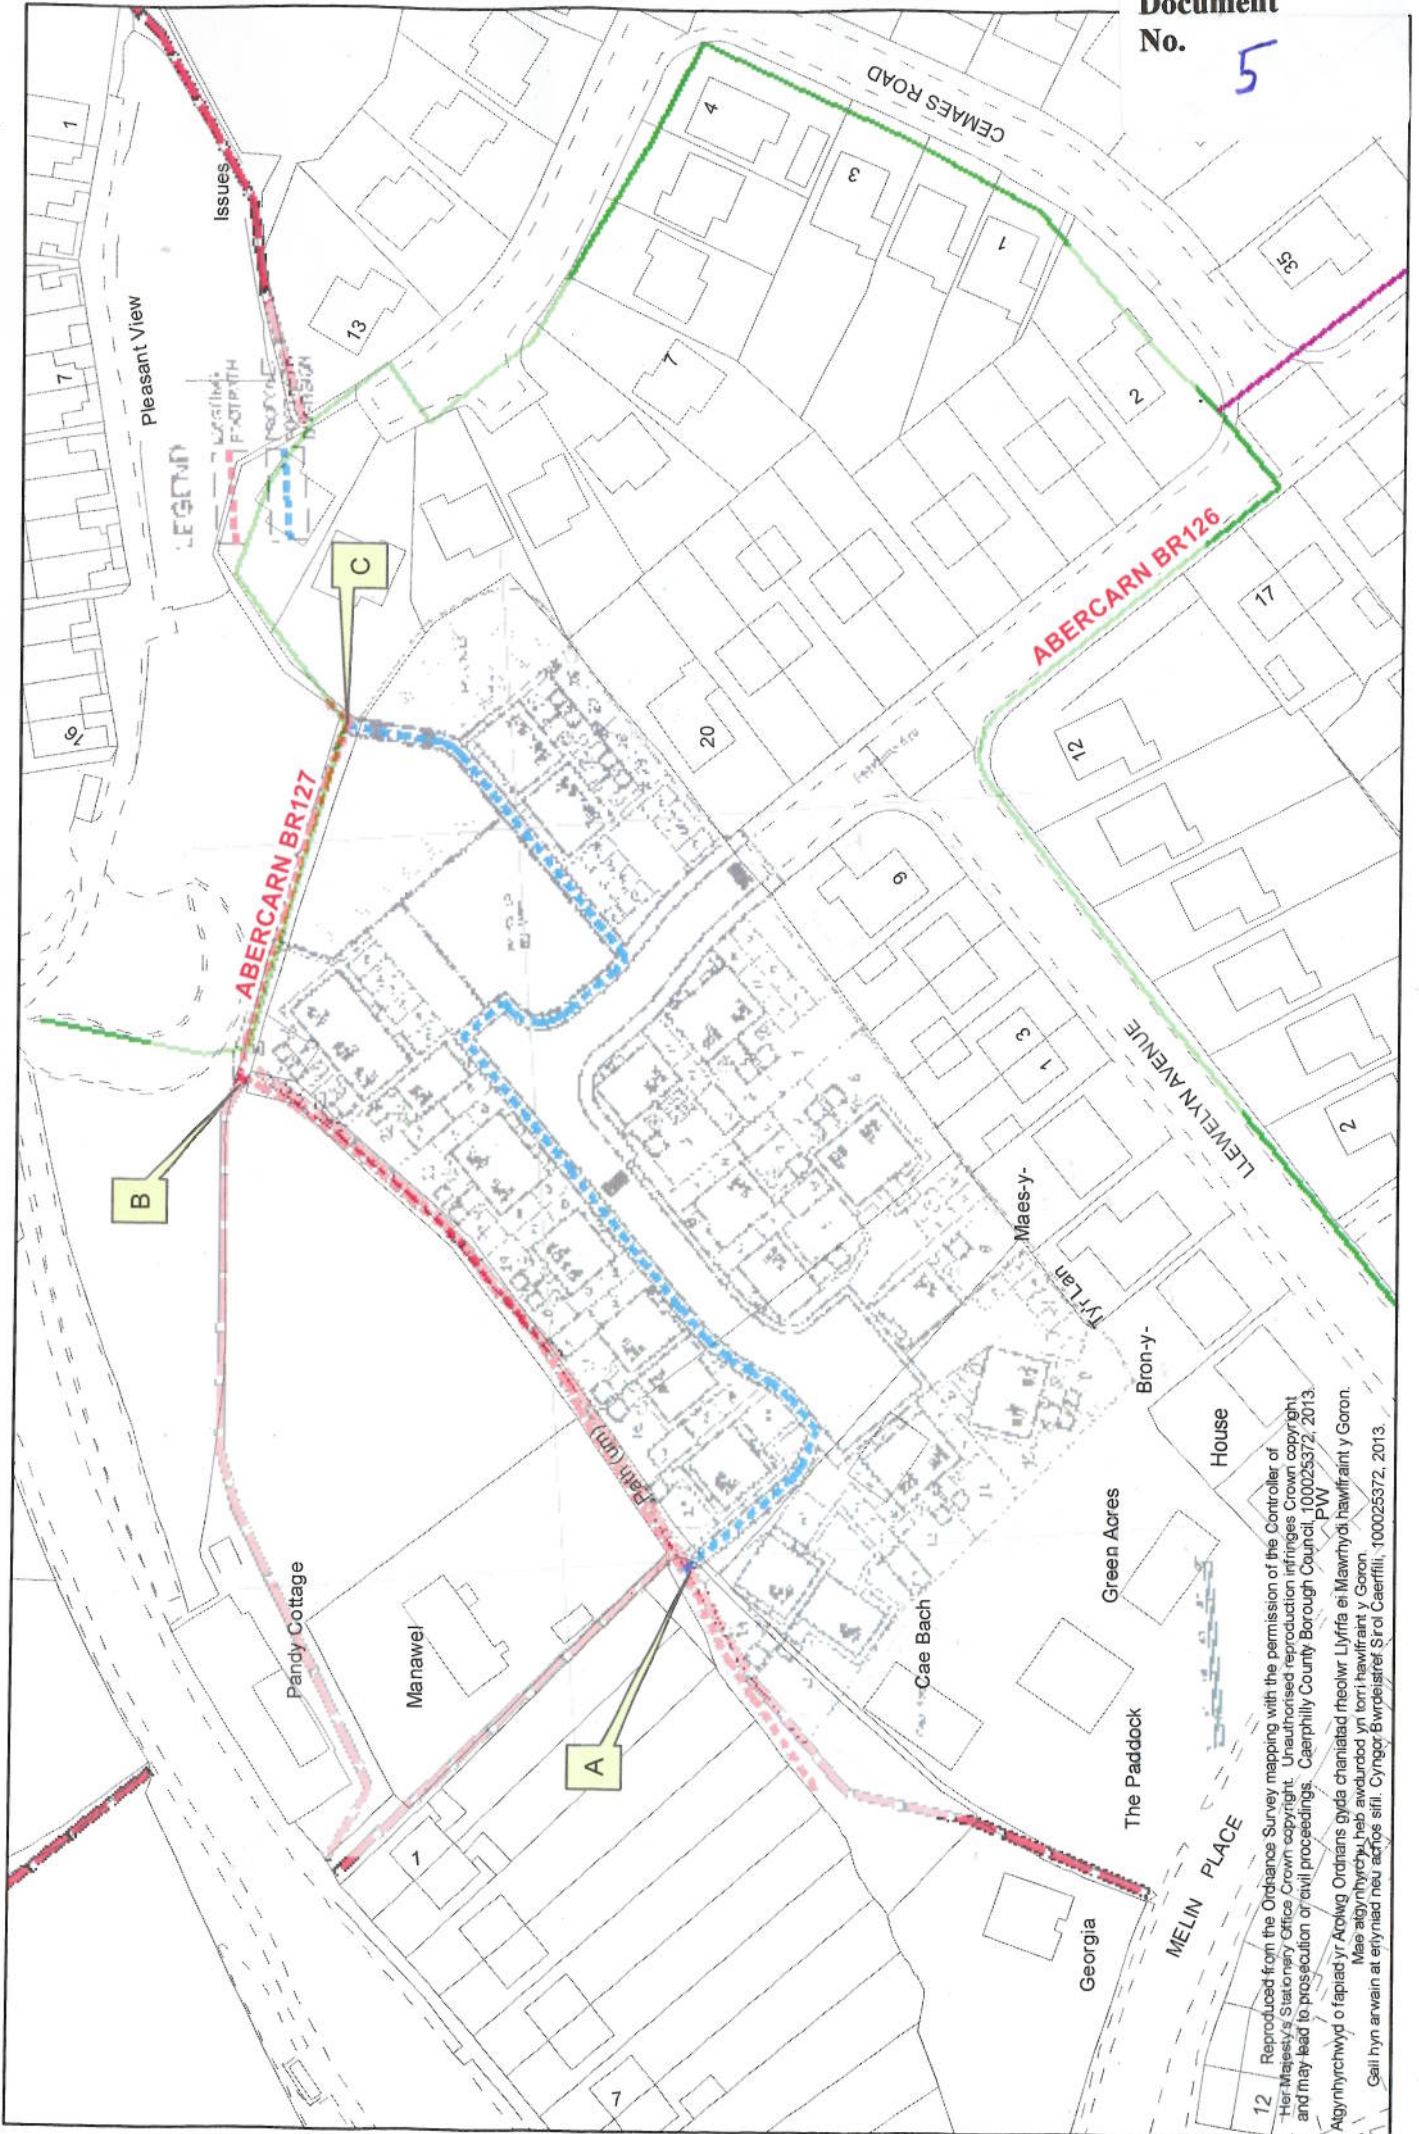 Document
No.
5
1
7
16
Pleasant View
Issues
LEGEND
EXISTING
FOOTPATH
13
C
4
3
1
CEMAES ROAD
35
7
2
ABERCARN BR126
17
12
20
ABERCARN BR127
9
1 3
2
LLEWELYN AVENUE
B
Maes-y-
Ty'r Lan
Bron-y-
House
PW
Path (um)
Pandy Cottage
Manawel
A
Green Acres
Cae Bach
The Paddock
Georgia
MELIN PLACE
1
7
12
Reproduced from the Ordnance Survey mapping with the permission of the Controller of
Her Majesty's Stationery Office Crown copyright. Unauthorised reproduction infringes Crown copyright
and may lead to prosecution or civil proceedings. Caerphilly County Borough Council, 100025372, 2013.
Atgynhyrchwyd o fapiad yr Arolwg Ordnans gyda chaniatad rheolwr Llyfrfa ei Mawrhydi hawlfraint y Goron.
Mae atgynhyrchu heb awdurdod yn torri hawlfraint y Goron.
Gall hyn arwain at erlyniad neu achos sifil. Cyngor Bwrdeistref Sirol Caerffili, 100025372, 2013.